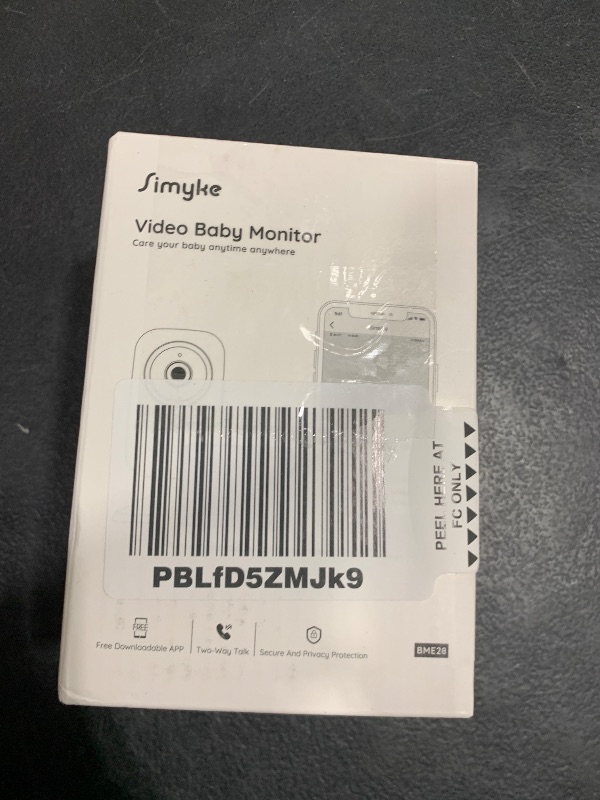 Simyke
Video Baby Monitor
Care your baby anytime anywhere
PEEL HERE AT
FC ONLY
PBLfD5ZMJk9
FREE
Free Downloadable APP
Two-Way Talk
Secure And Privacy Protection
BME28